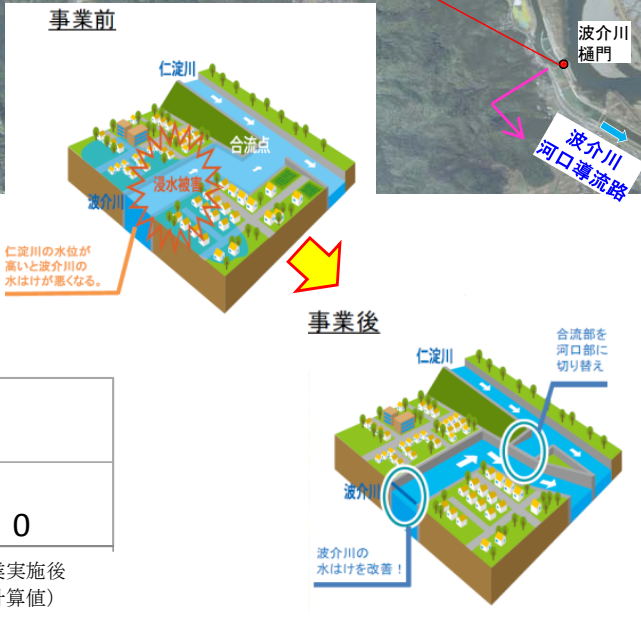 事業前
波介川
樋門
波介川
河口導流路
仁淀川
合流点
浸水被害
波介川
仁淀川の水位が
高いと波介川の
水はけが悪くなる。
事業後
合流部を
河口部に
切り替え
仁淀川
波介川
波介川の
水はけを改善！
0
業実施後
計算値）